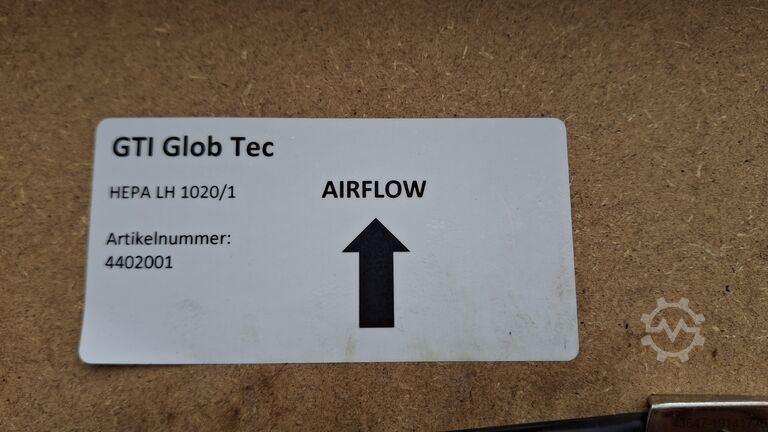 GTI Glob Tec
HEPA LH 1020/1
AIRFLOW
Artikelnummer:
4402001